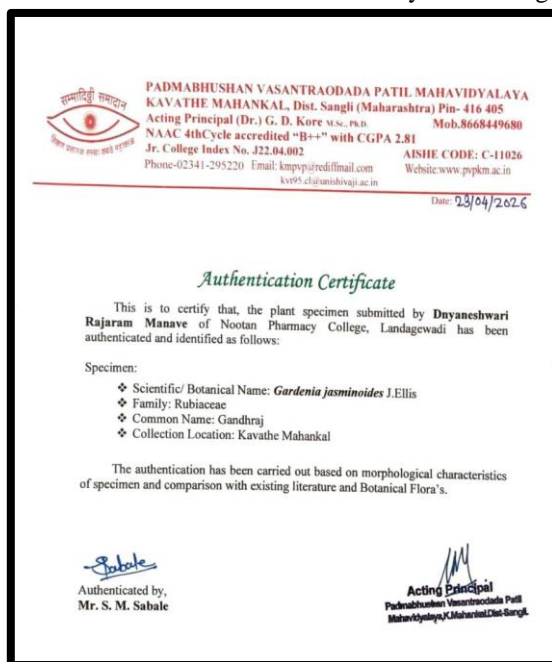 सम्मादिट्ठी समादान
PADMABHUSHAN VASANTRAODADA PATIL MAHAVIDYALAYA
KAVATHE MAHANKAL, Dist. Sangli (Maharashtra) Pin- 416 405
Acting Principal (Dr.) G. D. Kore M.Sc., Ph.D. Mob.8668449680
NAAC 4thCycle accredited “B++” with CGPA 2.81
Jr. College Index No. J22.04.002 AISHE CODE: C-11026
Phone-02341-295220 Email: kmpvp@rediffmail.com Website:www.pvpkm.ac.in
kvt95.cl@unishivaji.ac.in
Date: 23/04/2026
Authentication Certificate
This is to certify that, the plant specimen submitted by Dnyaneshwari
Rajaram Manave of Nootan Pharmacy College, Landagewadi has been
authenticated and identified as follows:
Specimen:
❖ Scientific/ Botanical Name: Gardenia jasminoides J.Ellis
❖ Family: Rubiaceae
❖ Common Name: Gandhraj
❖ Collection Location: Kavathe Mahankal
The authentication has been carried out based on morphological characteristics
of specimen and comparison with existing literature and Botanical Flora's.
Sabale
Authenticated by,
Mr. S. M. Sabale
Acting Principal
Padmabhushan Vasantraodada Patil
Mahavidyalaya,K.Mahankal.Dist-Sangli.